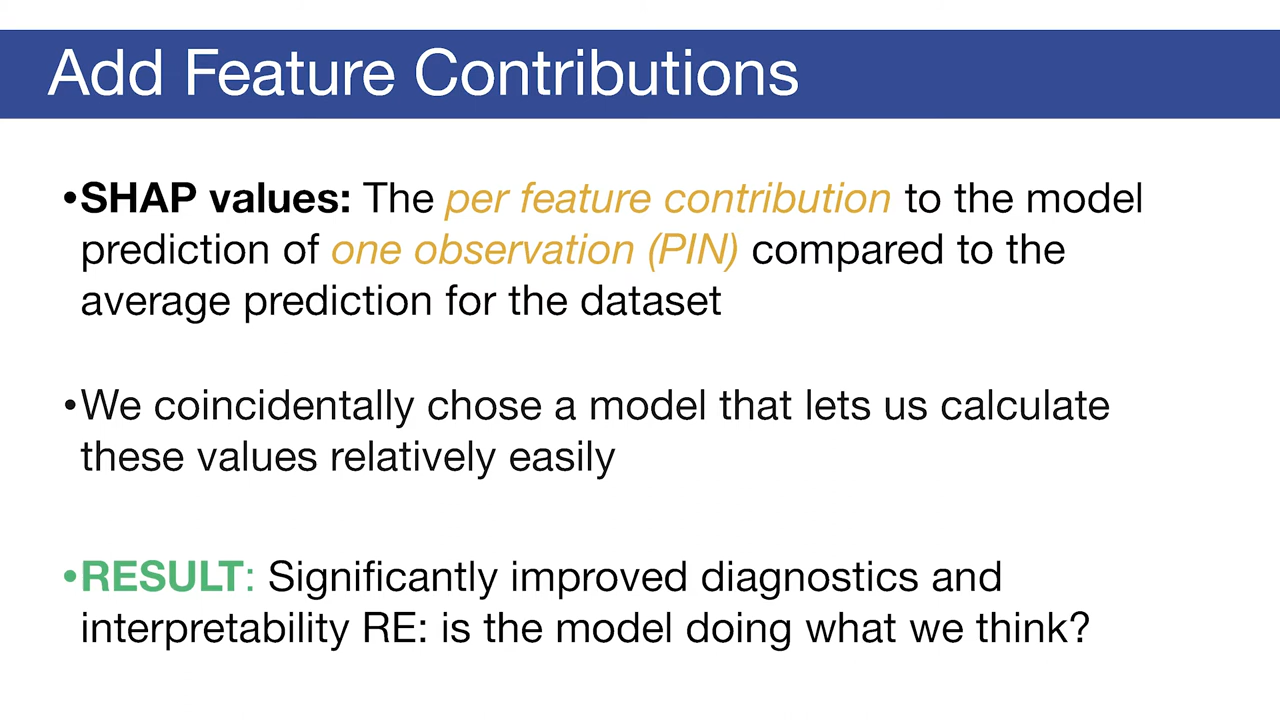 Add Feature Contributions
•SHAP values: The per feature contribution to the model
prediction of one observation (PIN) compared to the
average prediction for the dataset
•We coincidentally chose a model that lets us calculate
these values relatively easily
•RESULT: Significantly improved diagnostics and
interpretability RE: is the model doing what we think?